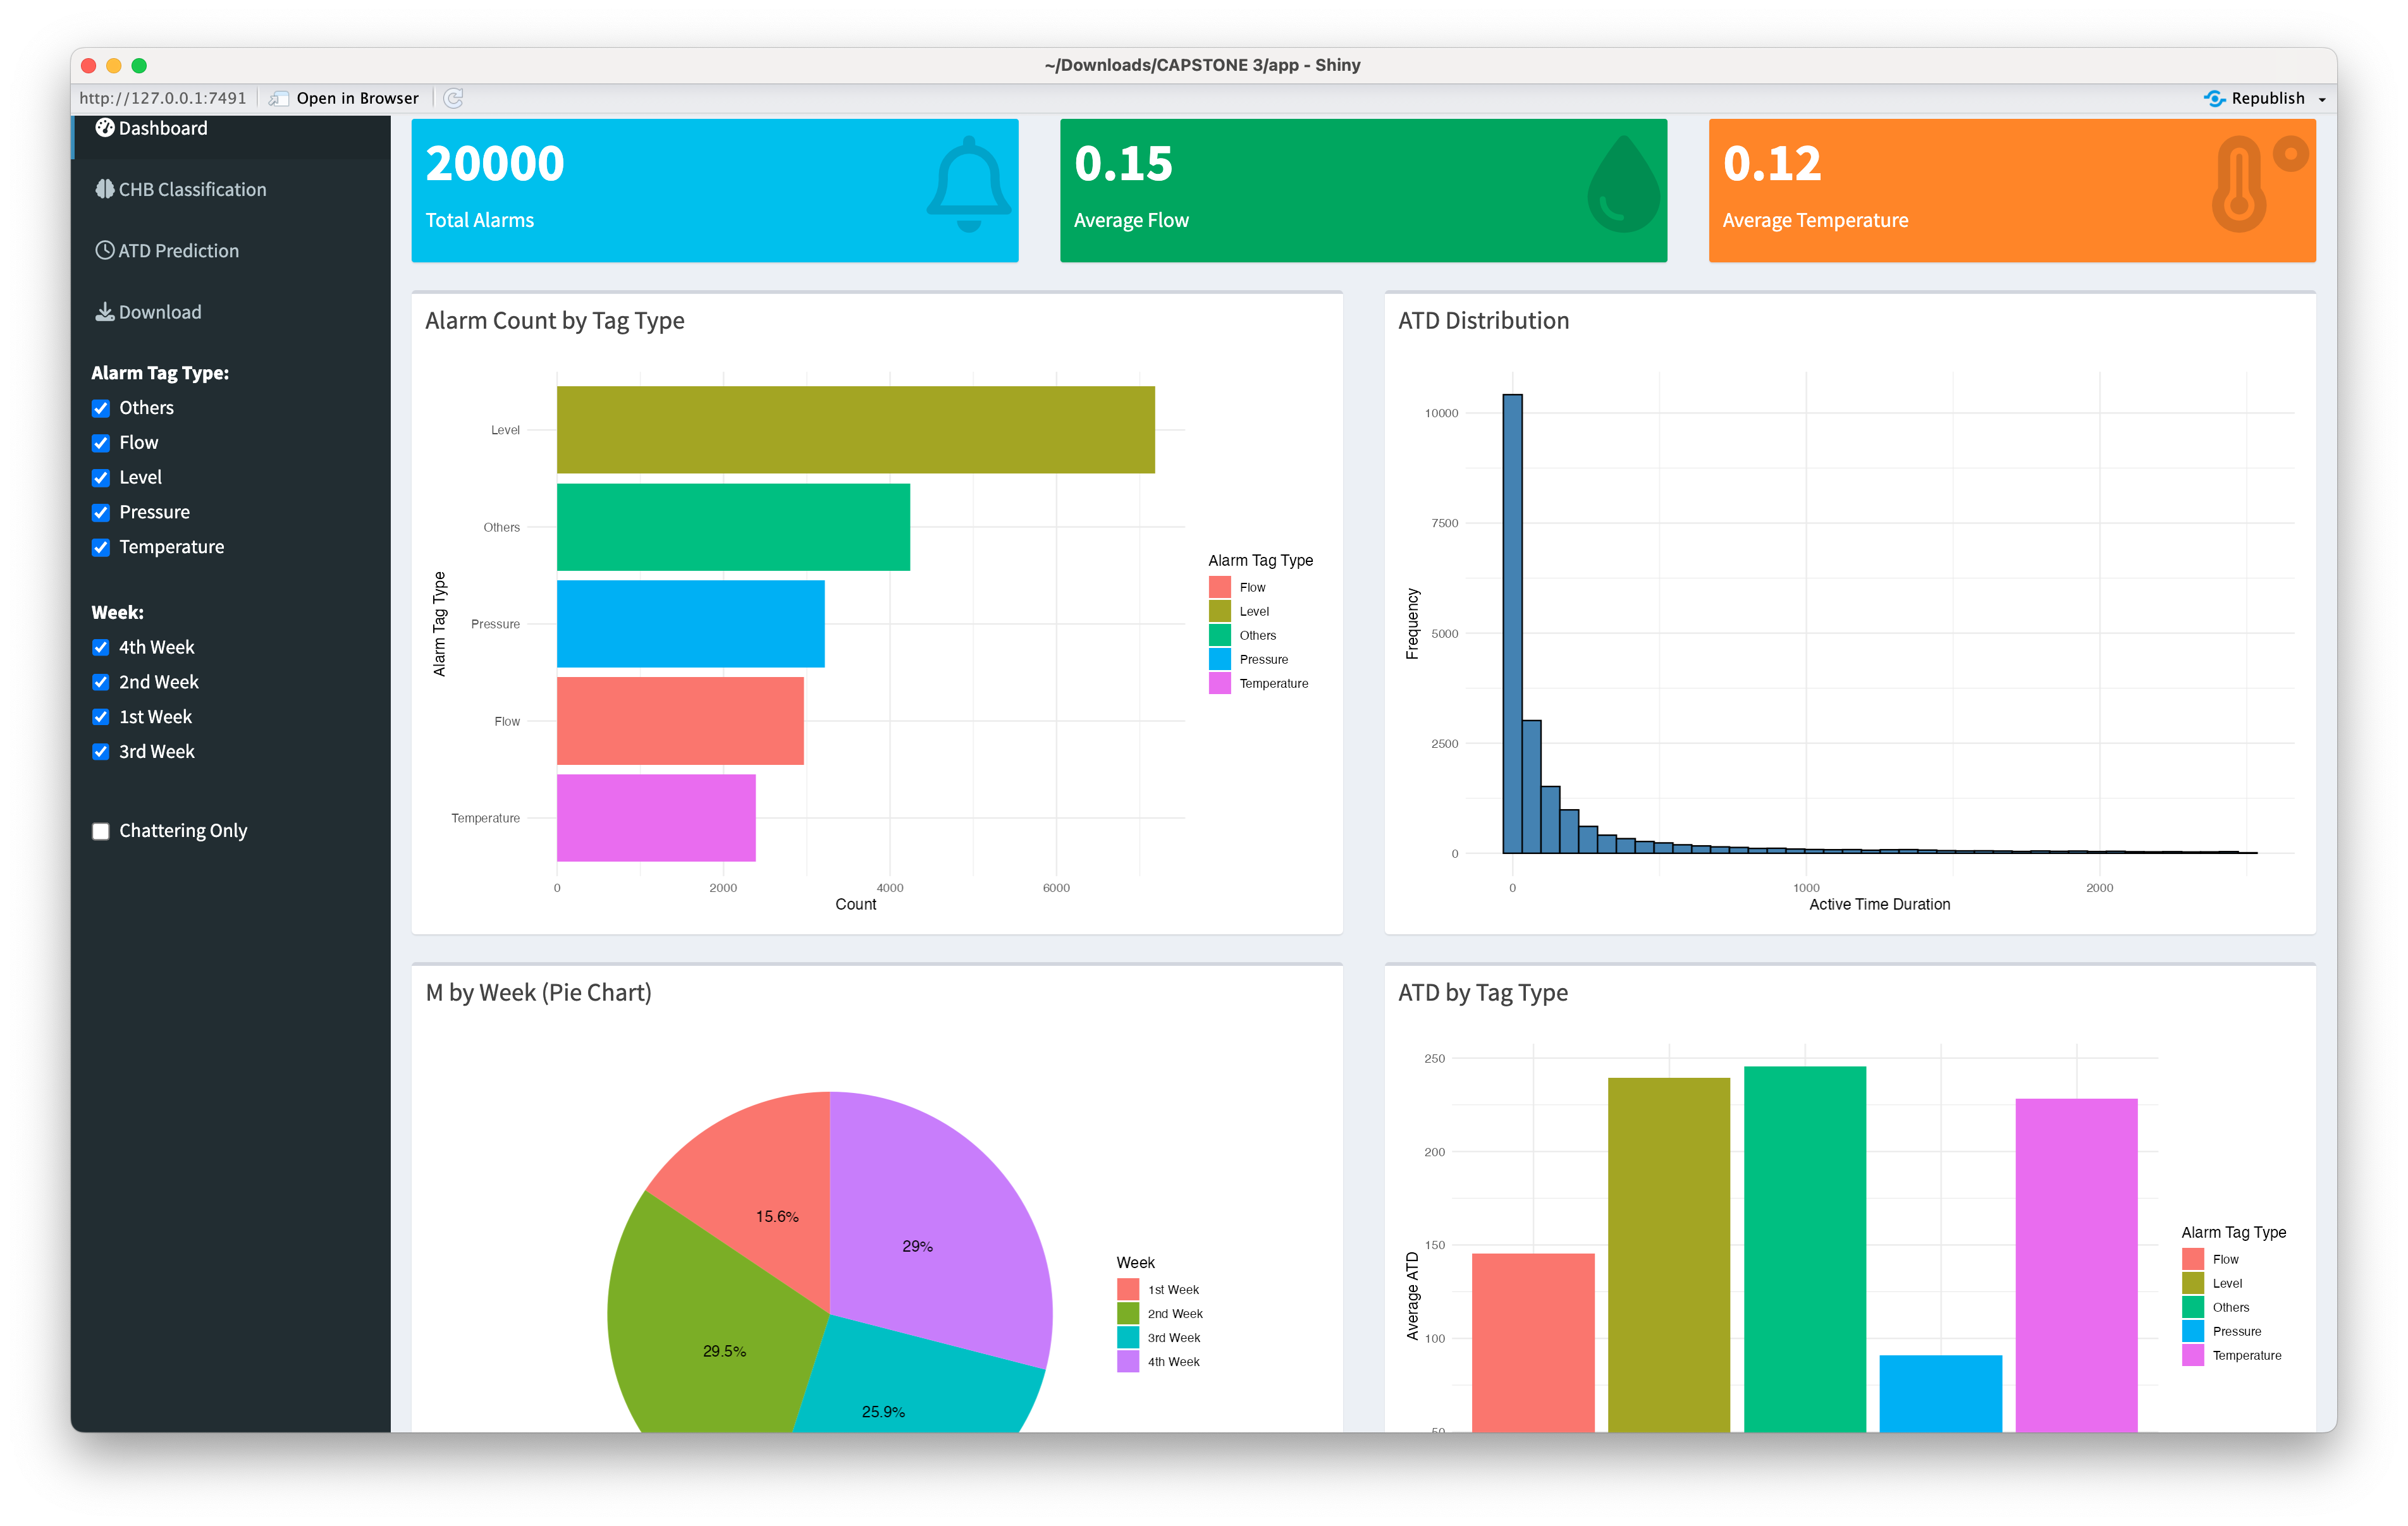 ~/Downloads/CAPSTONE 3/app - Shiny
http://127.0.0.1:7491 Open in Browser Republish
Dashboard
CHB Classification
ATD Prediction
Download
Alarm Tag Type:
Others
Flow
Level
Pressure
Temperature
Week:
4th Week
2nd Week
1st Week
3rd Week
Chattering Only
20000
Total Alarms
0.15
Average Flow
0.12
Average Temperature
Alarm Count by Tag Type
Alarm Tag Type
Level
Others
Pressure
Flow
Temperature
0 2000 4000 6000
Count
Alarm Tag Type
Flow
Level
Others
Pressure
Temperature
ATD Distribution
Frequency
10000
7500
5000
2500
0
0 1000 2000
Active Time Duration
M by Week (Pie Chart)
15.6%
29%
29.5%
25.9%
Week
1st Week
2nd Week
3rd Week
4th Week
ATD by Tag Type
Average ATD
250
200
150
100
50
Alarm Tag Type
Flow
Level
Others
Pressure
Temperature